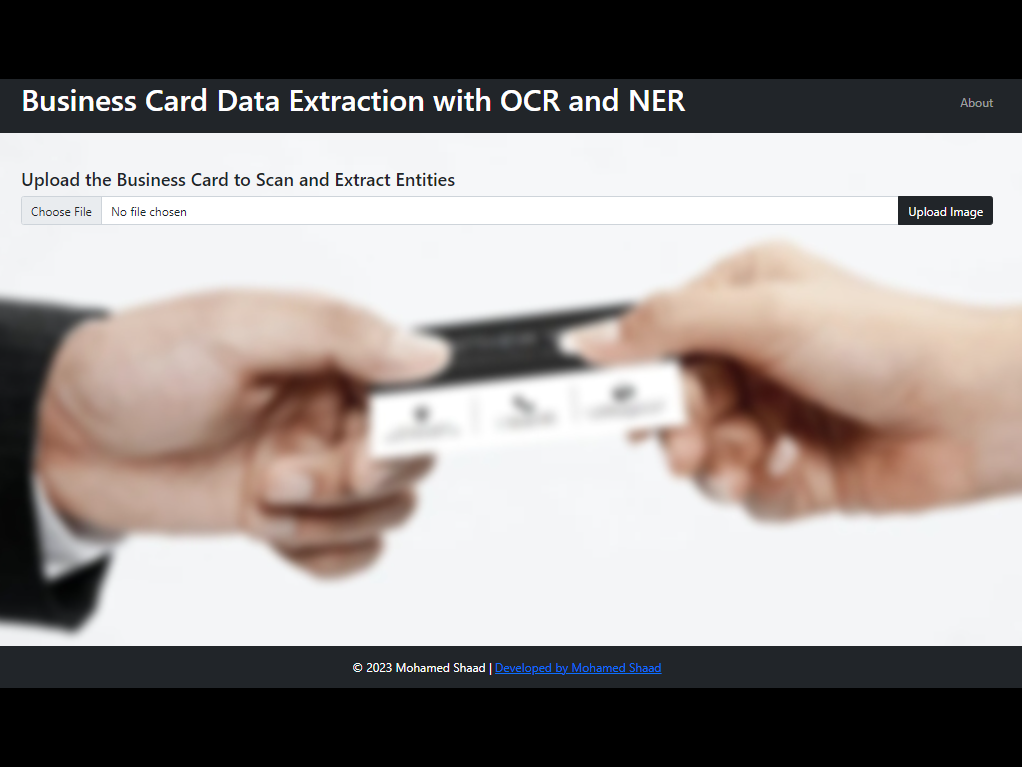 Business Card Data Extraction with OCR and NER
About
Upload the Business Card to Scan and Extract Entities
Choose File No file chosen Upload Image
© 2023 Mohamed Shaad | Developed by Mohamed Shaad